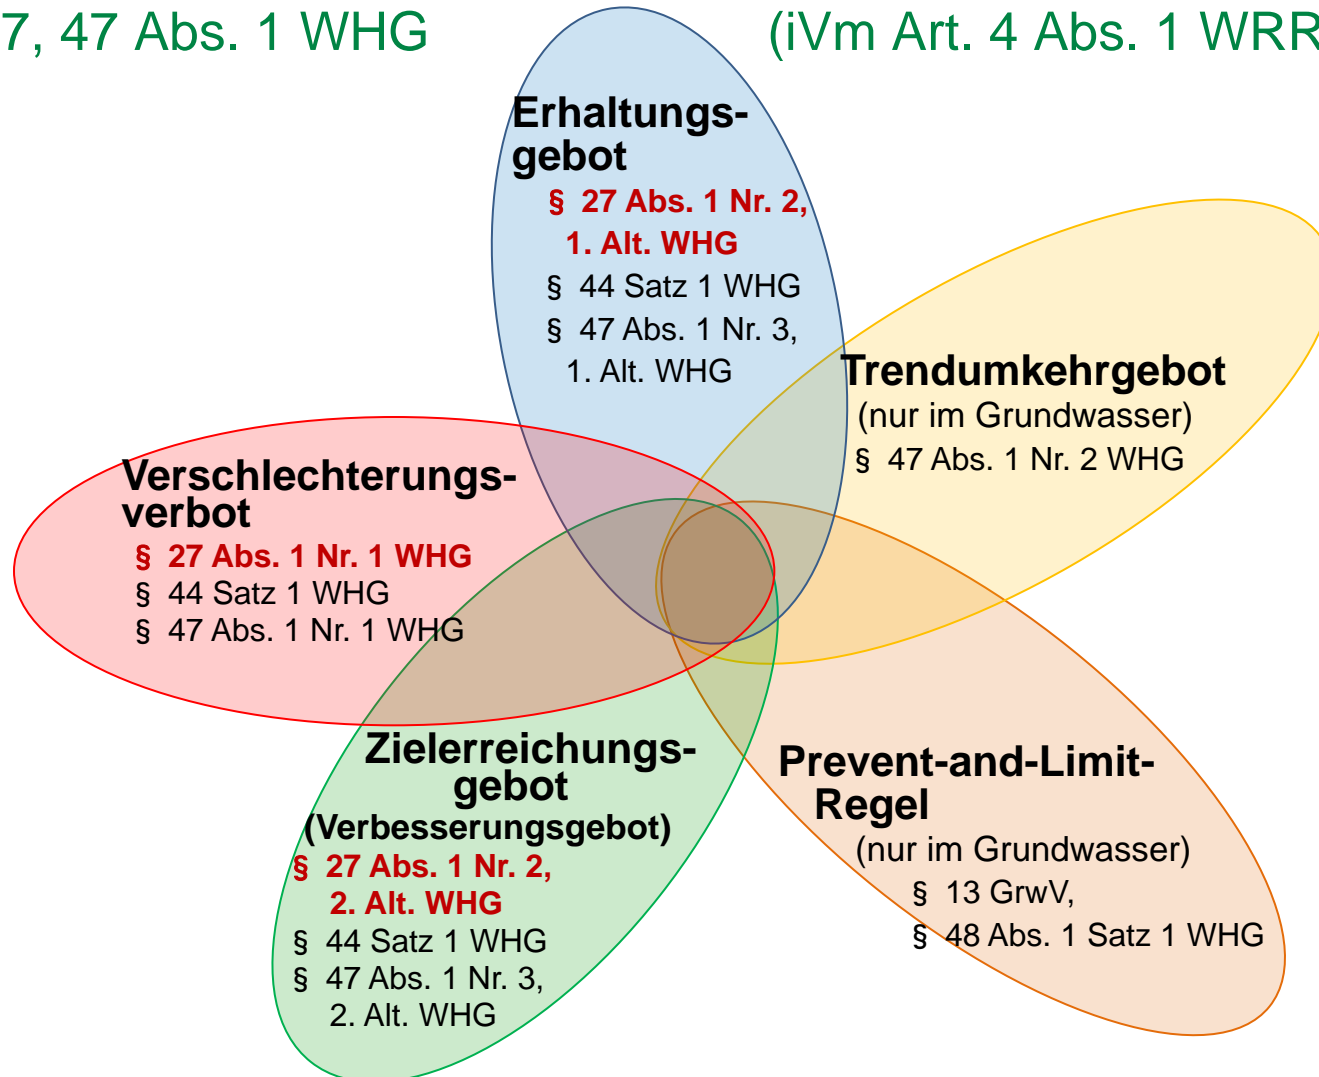 7, 47 Abs. 1 WHG
(iVm Art. 4 Abs. 1 WRR
Erhaltungs-
gebot
§ 27 Abs. 1 Nr. 2,
1. Alt. WHG
§ 44 Satz 1 WHG
§ 47 Abs. 1 Nr. 3,
1. Alt. WHG
Trendumkehrgebot
(nur im Grundwasser)
§ 47 Abs. 1 Nr. 2 WHG
Verschlechterungs-
verbot
§ 27 Abs. 1 Nr. 1 WHG
§ 44 Satz 1 WHG
§ 47 Abs. 1 Nr. 1 WHG
Zielerreichungs-
gebot
(Verbesserungsgebot)
§ 27 Abs. 1 Nr. 2,
2. Alt. WHG
§ 44 Satz 1 WHG
§ 47 Abs. 1 Nr. 3,
2. Alt. WHG
Prevent-and-Limit-
Regel
(nur im Grundwasser)
§ 13 GrwV,
§ 48 Abs. 1 Satz 1 WHG